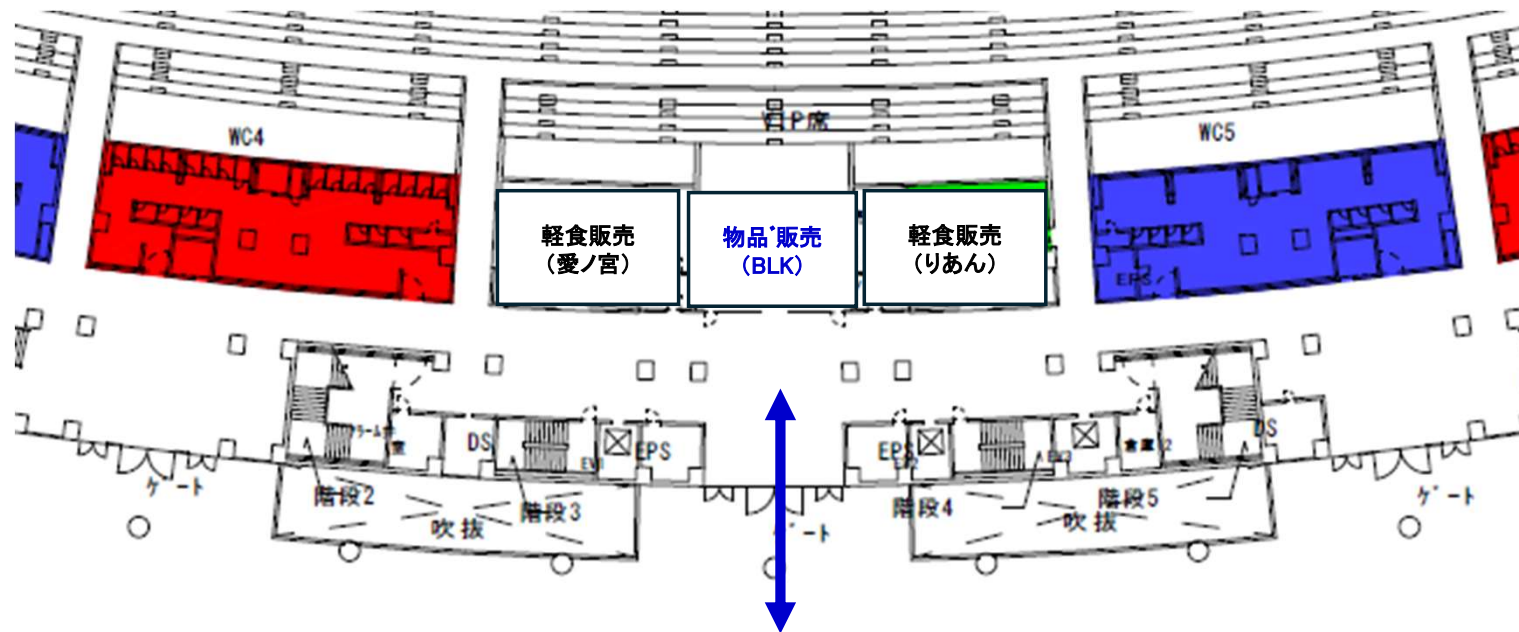 VIP席
WC4
WC5
軽食販売
（愛ノ宮）
物品゛販売
（BLK）
軽食販売
（りあん）
EPS
DS
EPS
EPS
DS
階段2
階段3
階段4
階段5
吹抜
吹抜
ゲート
ゲート
ゲート